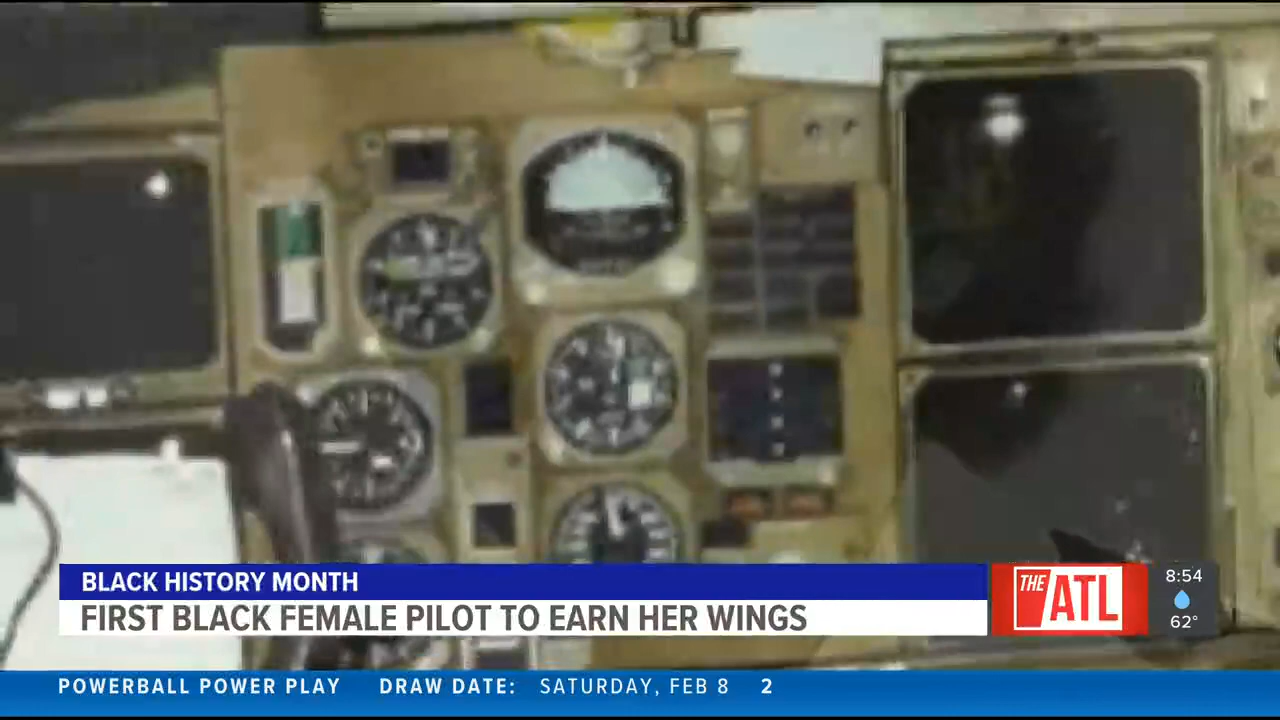 BLACK HISTORY MONTH
FIRST BLACK FEMALE PILOT TO EARN HER WINGS
THE
ATL
8:54
62°
POWERBALL POWER PLAY DRAW DATE: SATURDAY, FEB 8 2